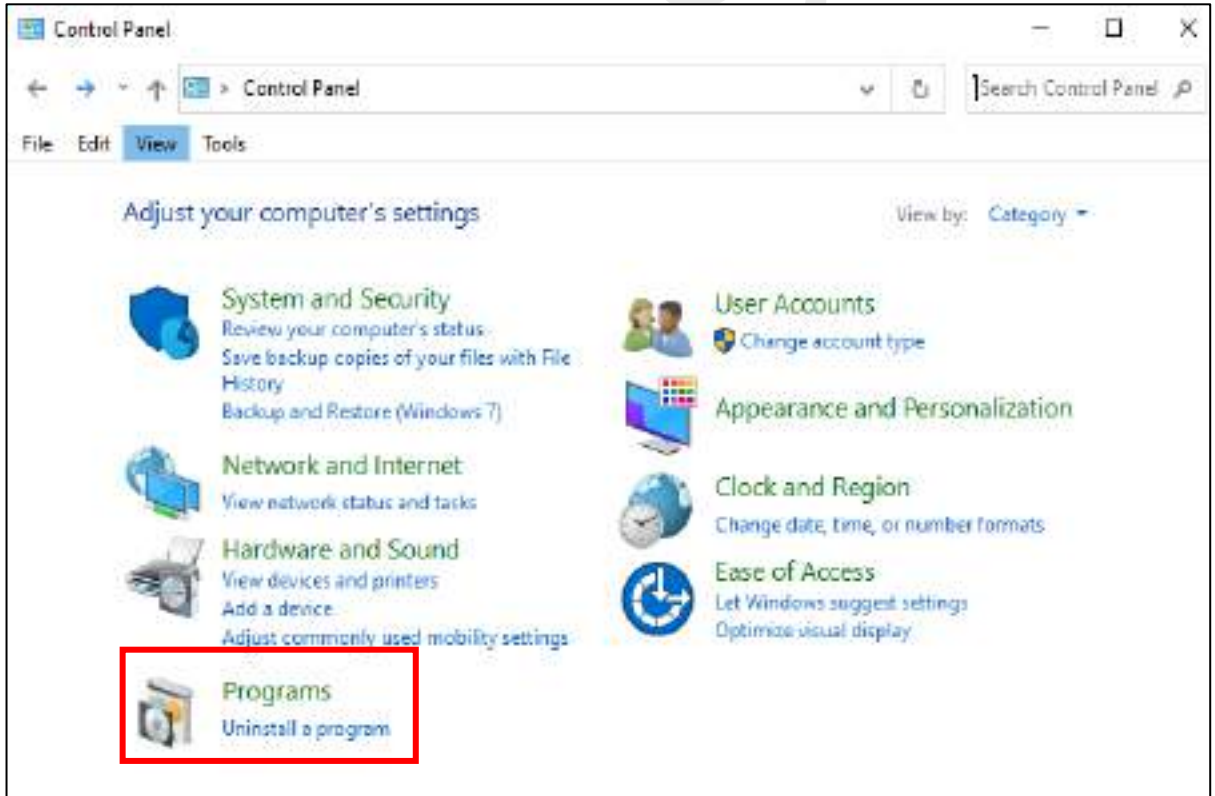 Control Panel
Control Panel
Search Control Panel
File Edit View Tools
Adjust your computer's settings
View by: Category
System and Security
Review your computer's status
Save backup copies of your files with File
History
Backup and Restore (Windows 7)
Network and Internet
View network status and tasks
Hardware and Sound
View devices and printers
Add a device
Adjust commonly used mobility settings
Programs
Uninstall a program
User Accounts
Change account type
Appearance and Personalization
Clock and Region
Change date, time, or number formats
Ease of Access
Let Windows suggest settings
Optimize visual display